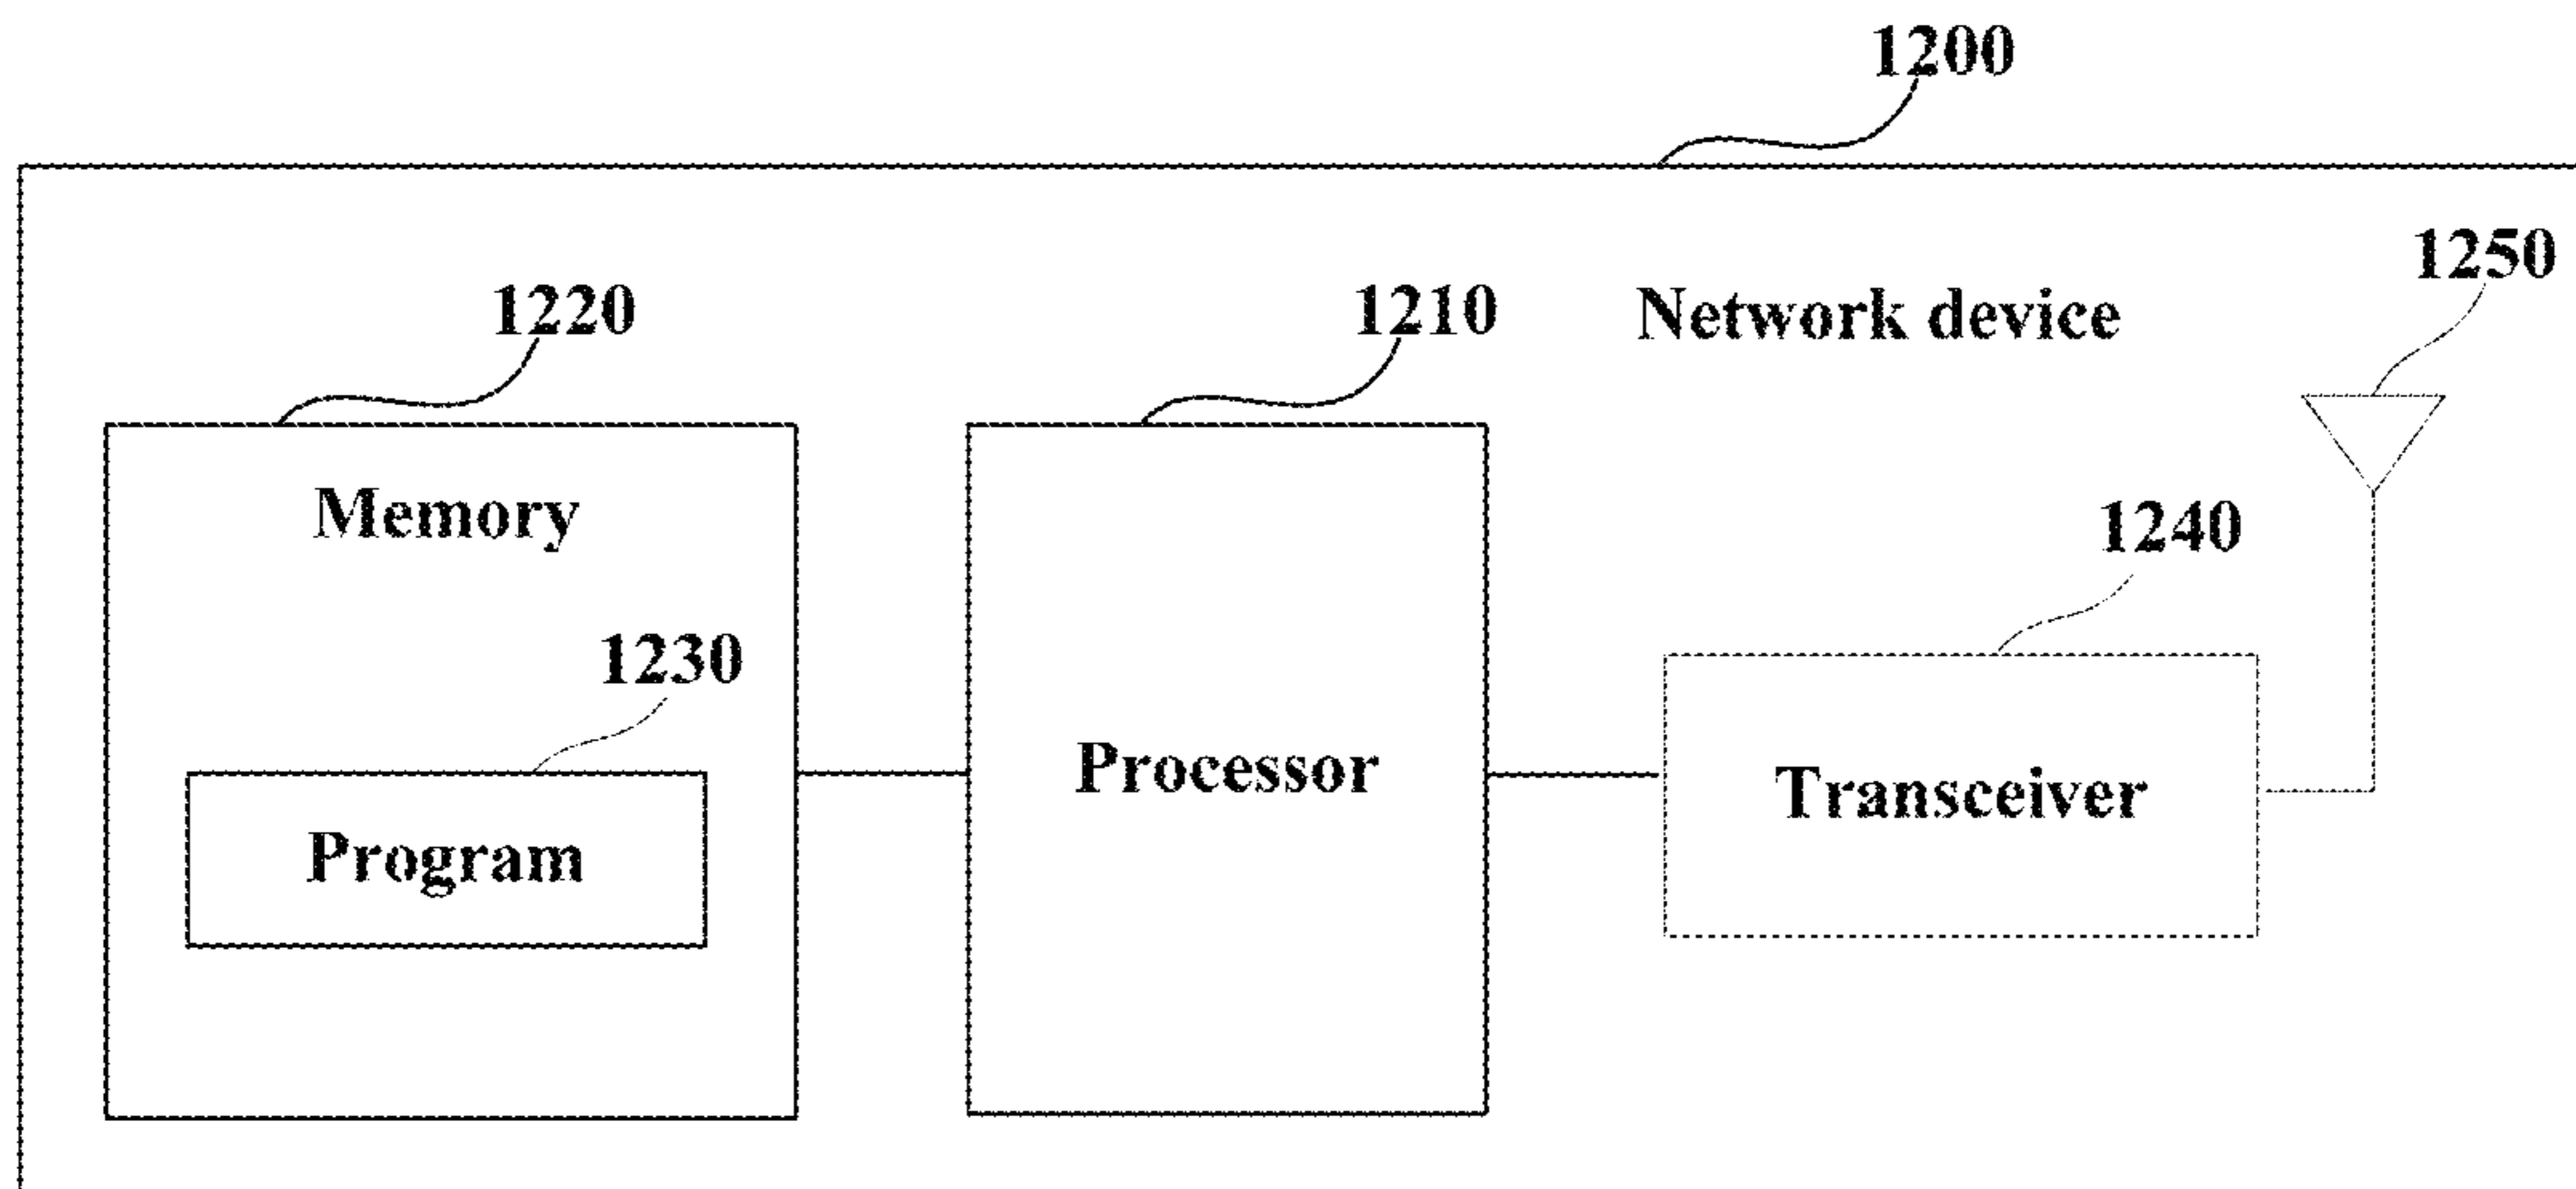 1200
1250
1220
1210
Network device
Memory
1240
1230
Processor
Transceiver
Program